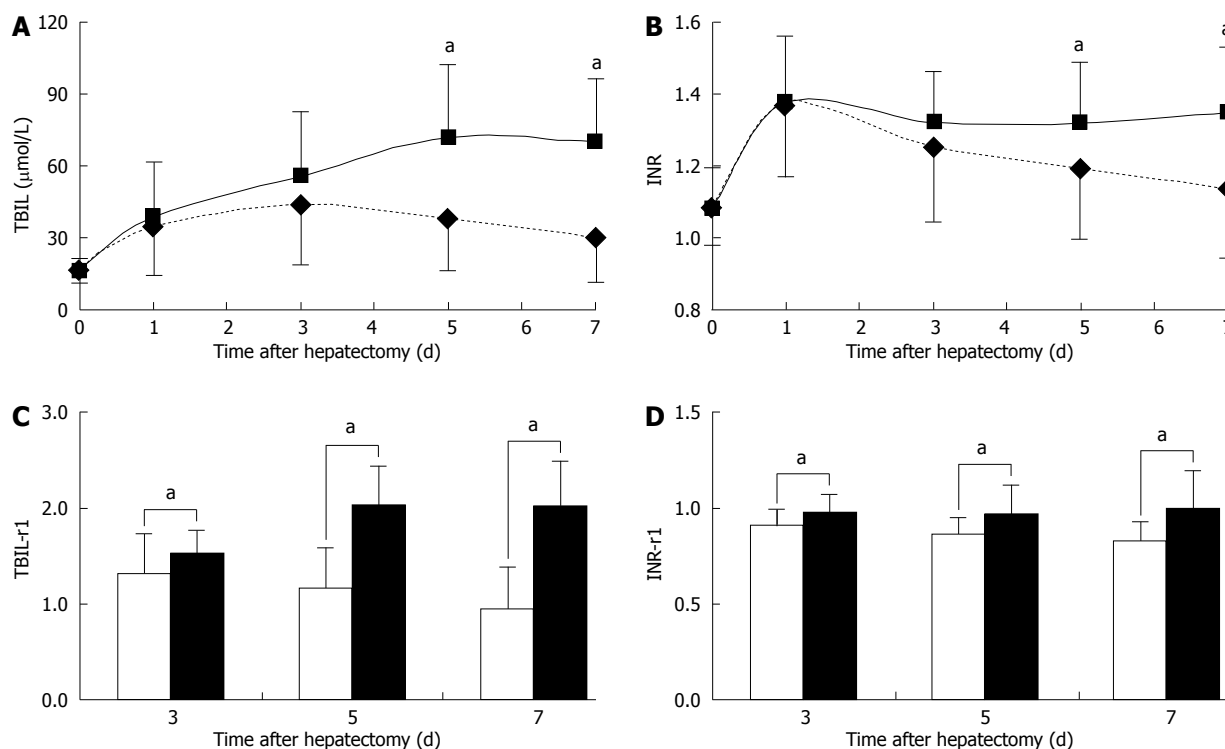 A
120
90
60
30
0
TBIL (μmol/L)
a
a
0 1 2 3 4 5 6 7
Time after hepatectomy (d)
B
1.6
1.4
1.2
1.0
0.8
INR
a
a
0 1 2 3 4 5 6 7
Time after hepatectomy (d)
C
3.0
2.0
1.0
0.0
TBIL-r1
a
a
a
3 5 7
Time after hepatectomy (d)
D
1.5
1.0
0.5
0.0
INR-r1
a
a
a
3 5 7
Time after hepatectomy (d)